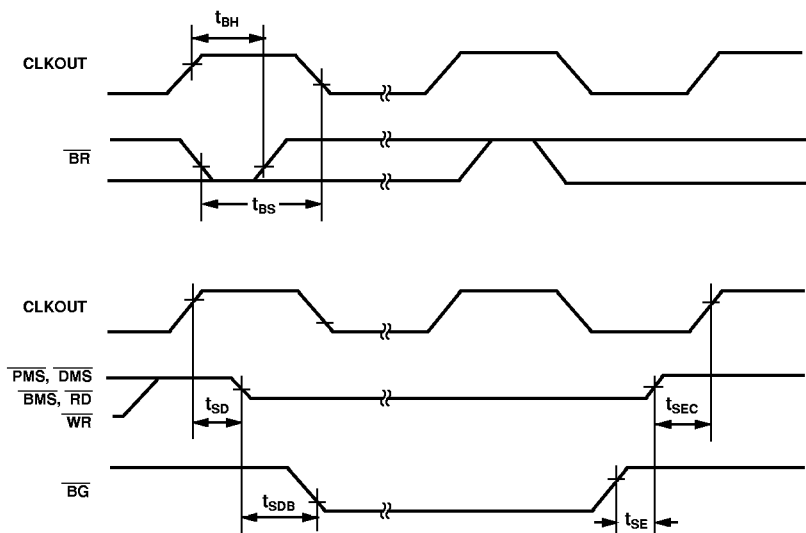 tBH
CLKOUT
BR
tBS
CLKOUT
PMS, DMS
BMS, RD
WR
tSD
tSEC
BG
tSDB
tSE